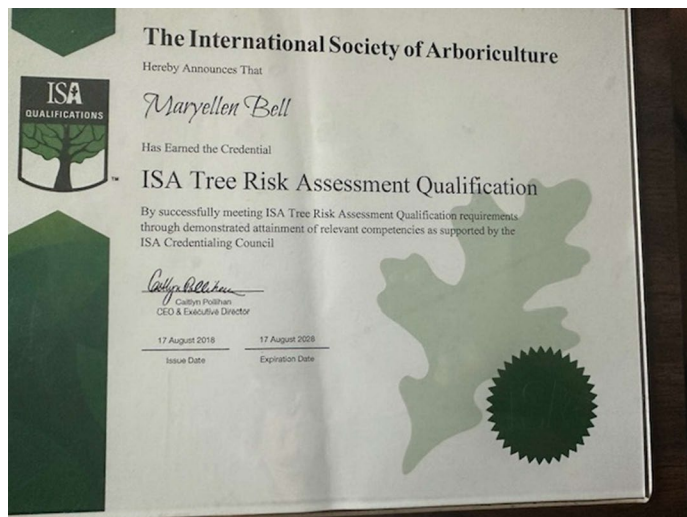 The International Society of Arboriculture
Hereby Announces That
Maryellen Bell
Has Earned the Credential
ISA Tree Risk Assessment Qualification
By successfully meeting ISA Tree Risk Assessment Qualification requirements
through demonstrated attainment of relevant competencies as supported by the
ISA Credentialing Council
Caitlyn Pollihan
Caitlyn Pollihan
CEO & Executive Director
17 August 2018 17 August 2028
Issue Date Expiration Date
ISA
QUALIFICATIONS
™